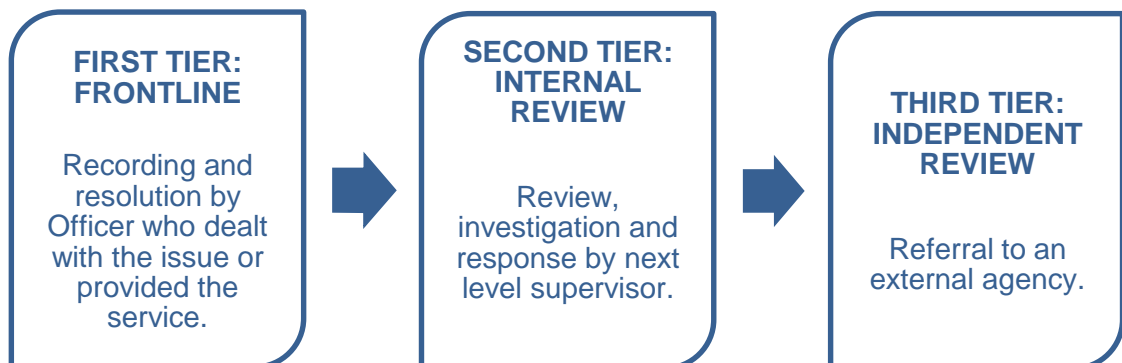 FIRST TIER:
FRONTLINE
Recording and
resolution by
Officer who dealt
with the issue or
provided the
service.
SECOND TIER:
INTERNAL
REVIEW
Review,
investigation and
response by next
level supervisor.
THIRD TIER:
INDEPENDENT
REVIEW
Referral to an
external agency.